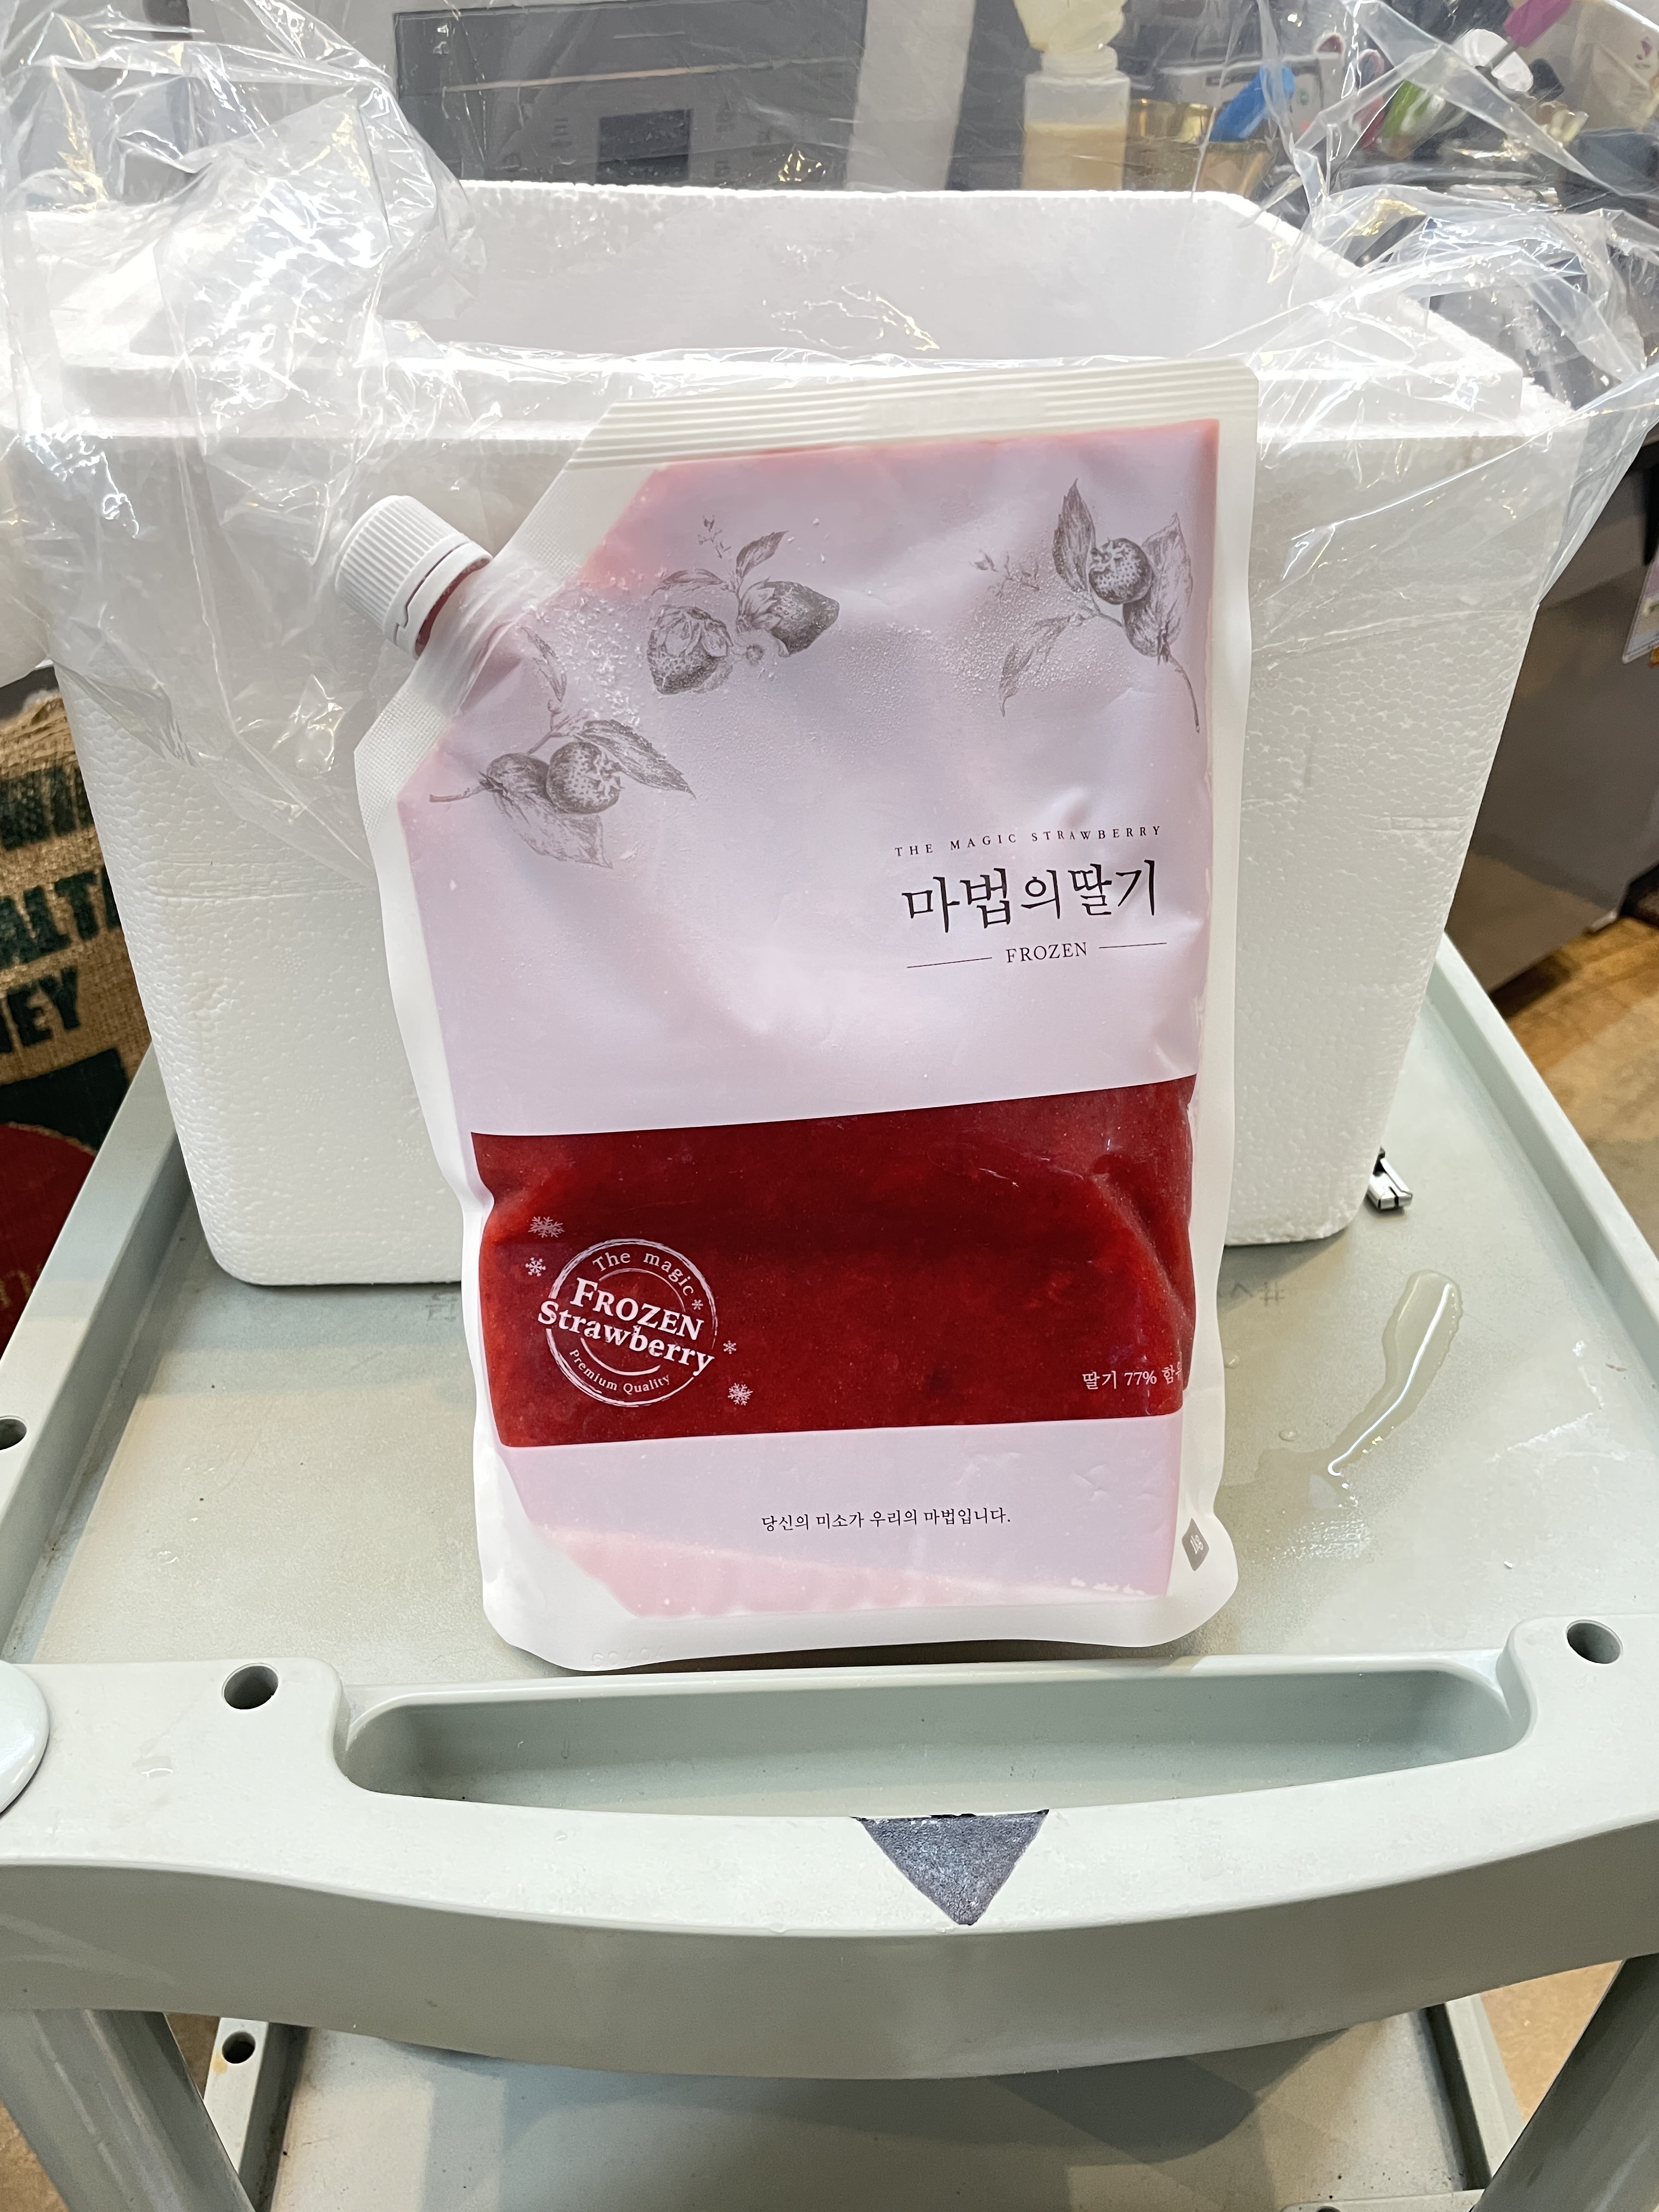 THE MAGIC STRAWBERRY
마법의딸기
FROZEN
The magic
FROZEN
Strawberry
Premium Quality
딸기 77%
당신의 미소가 우리의 마법입니다.
1kg